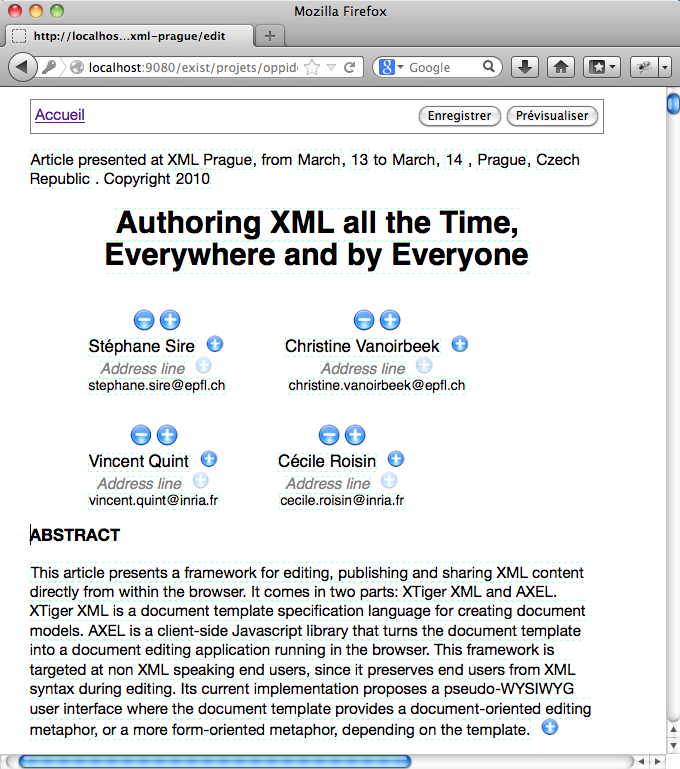 Mozilla Firefox
http://localhos...xml-prague/edit
localhost:9080/exist/projets/oppid
Google
Accueil
Enregistrer
Prévisualiser
Article presented at XML Prague, from March, 13 to March, 14 , Prague, Czech
Republic . Copyright 2010
Authoring XML all the Time,
Everywhere and by Everyone
Stéphane Sire
Christine Vanoirbeek
Address line
Address line
stephane.sire@epfl.ch
christine.vanoirbeek@epfl.ch
Vincent Quint
Cécile Roisin
Address line
Address line
vincent.quint@inria.fr
cecile.roisin@inria.fr
ABSTRACT
This article presents a framework for editing, publishing and sharing XML content
directly from within the browser. It comes in two parts: XTiger XML and AXEL.
XTiger XML is a document template specification language for creating document
models. AXEL is a client-side Javascript library that turns the document template
into a document editing application running in the browser. This framework is
targeted at non XML speaking end users, since it preserves end users from XML
syntax during editing. Its current implementation proposes a pseudo-WYSIWYG
user interface where the document template provides a document-oriented editing
metaphor, or a more form-oriented metaphor, depending on the template.